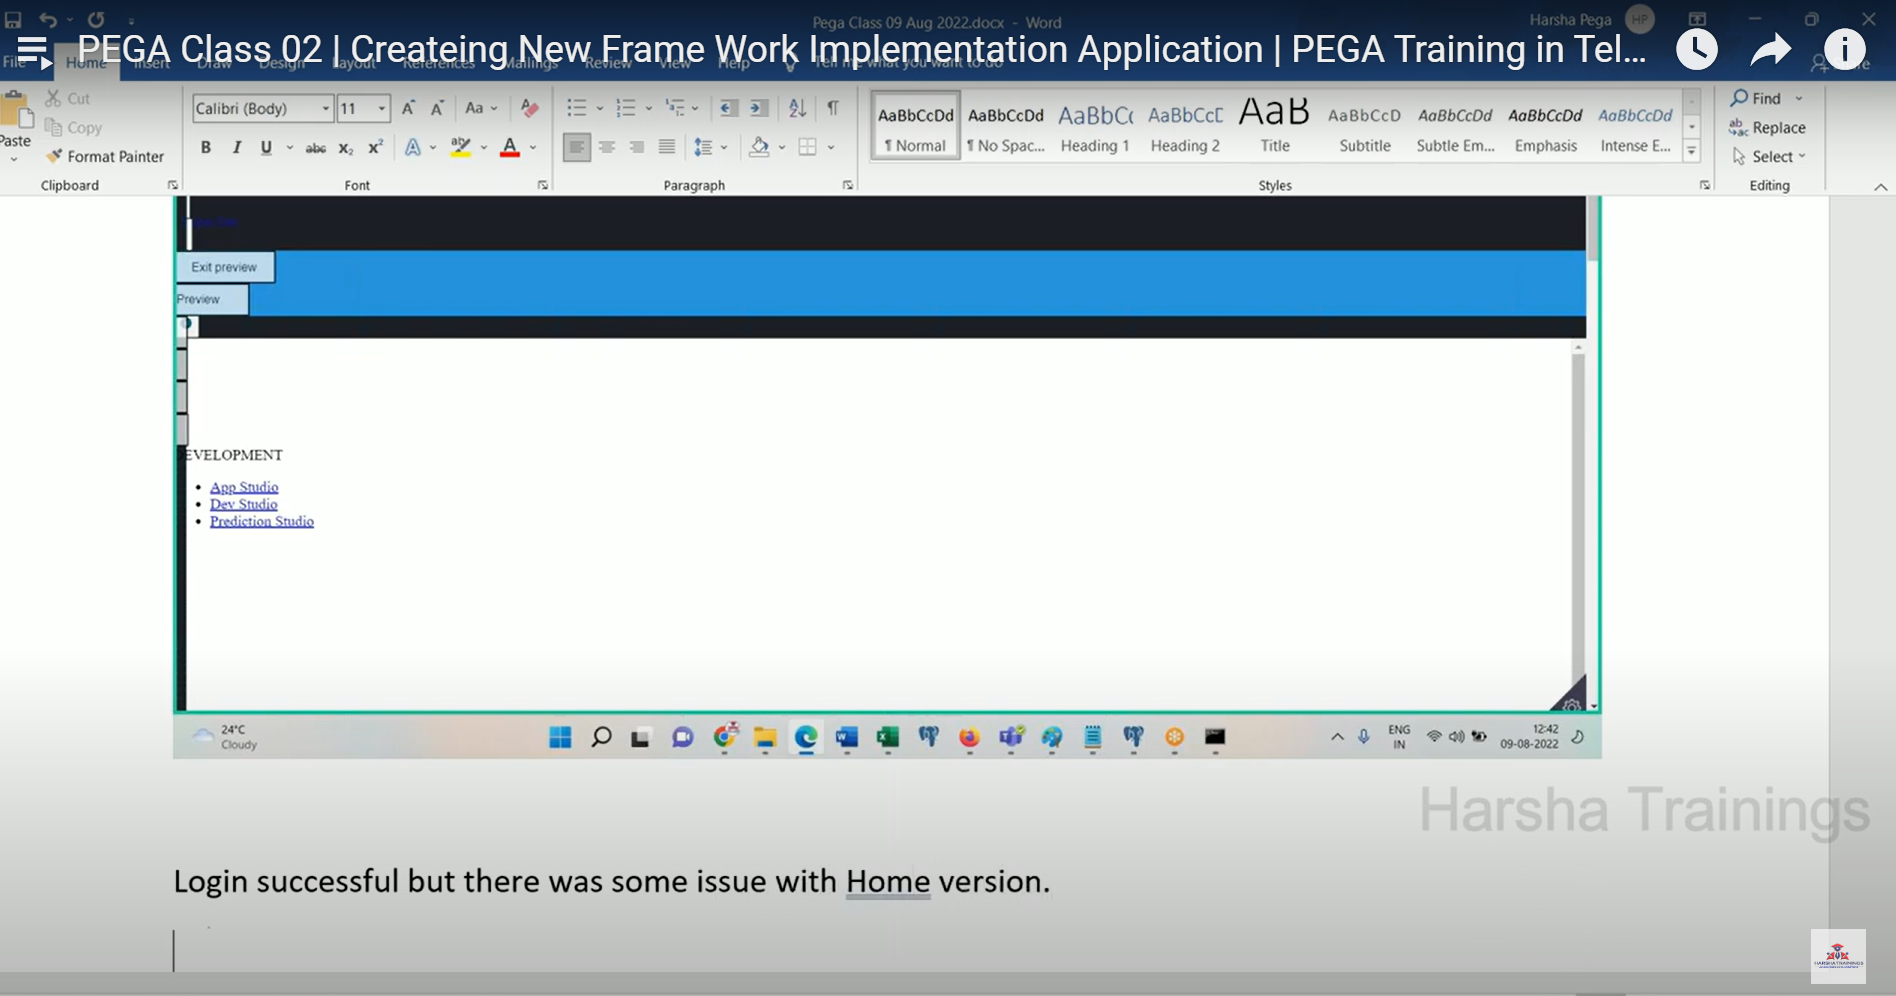 Pega Class 09 Aug 2022.docx - Word
Harsha Pega HP
PEGA Class 02 | Createing New Frame Work Implementation Application | PEGA Training in Tel...
File Home Insert Draw Design Layout References Mailings Review View Help Tell me what you want to do
Paste
Cut
Copy
Format Painter
Clipboard
Calibri (Body) 11
Font
Paragraph
AaBbCcDd AaBbCcDd AaBbCc AaBbCcD AaB AaBbCcD AaBbCcDd AaBbCcDd AaBbCcDd
¶ Normal ¶ No Spac... Heading 1 Heading 2 Title Subtitle Subtle Em... Emphasis Intense E...
Styles
Find
Replace
Select
Editing
Exit preview
Preview
EVELOPMENT
App Studio
Dev Studio
Prediction Studio
24°C
Cloudy
ENG
IN
12:42
09-08-2022
Harsha Trainings
Login successful but there was some issue with Home version.
HARSHA TRAININGS